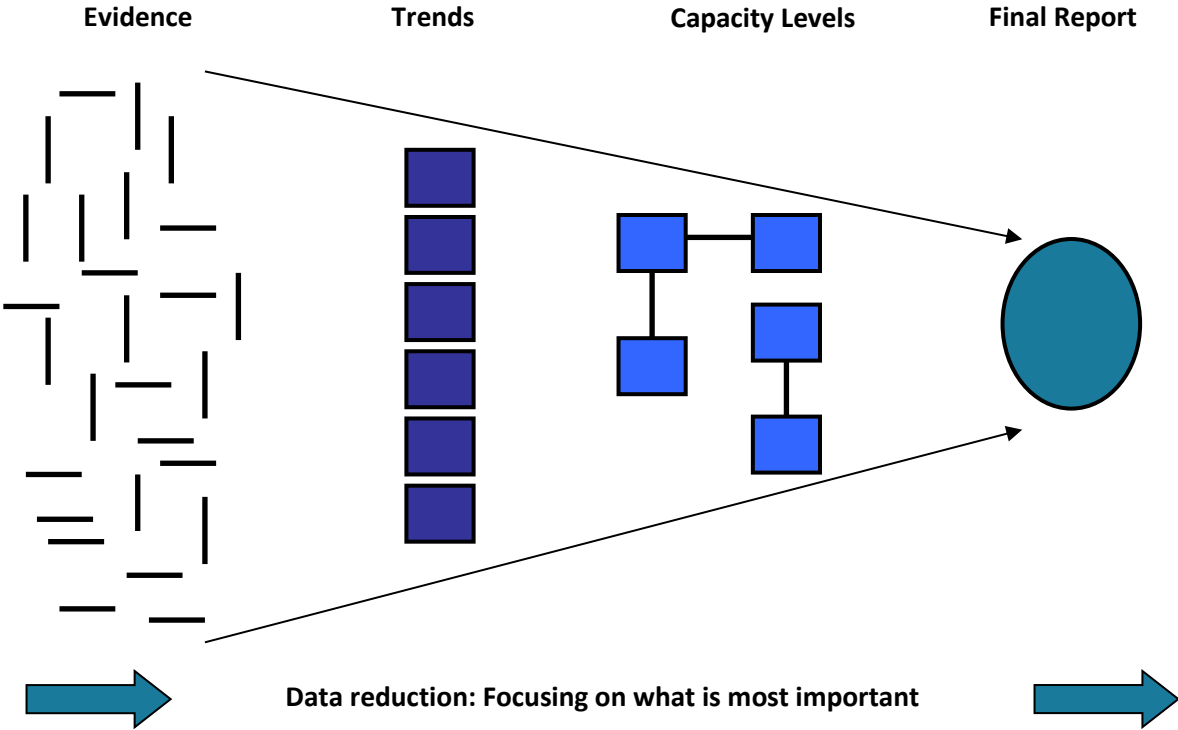 Evidence
Trends
Capacity Levels
Final Report
Data reduction: Focusing on what is most important